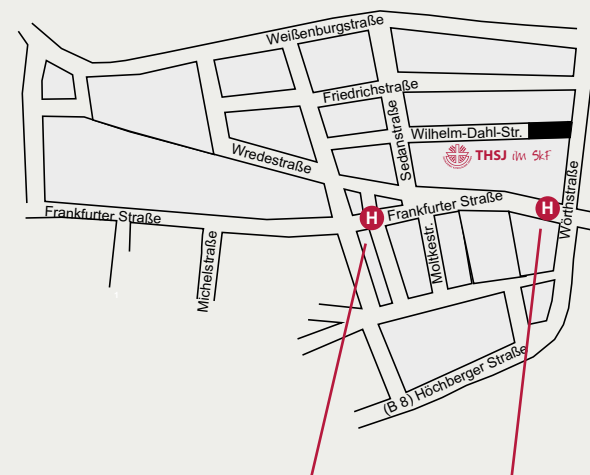 Weißenburgstraße
Friedrichstraße
Sedanstraße
Wilhelm-Dahl-Str.
Wredestraße
THSJ im SkF
Wörthstraße
Frankfurter Straße
H
Frankfurter Straße
H
Michelstraße
Moltkestr.
(B 8) Höchberger Straße